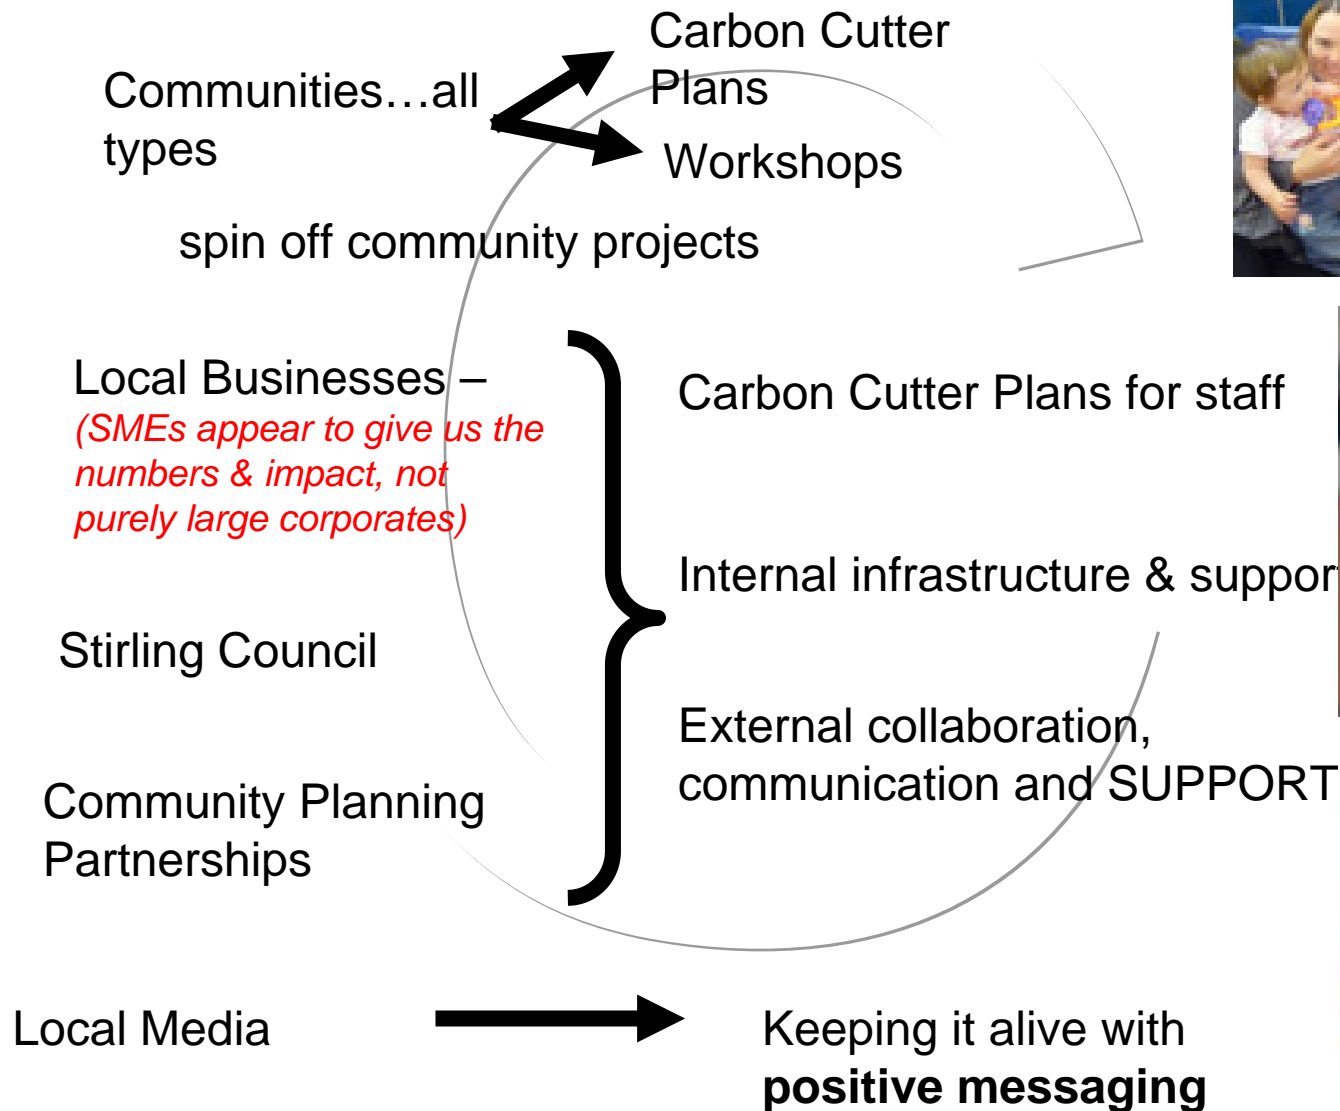 Communities…all
types
Carbon Cutter
Plans
Workshops
spin off community projects
Local Businesses –
(SMEs appear to give us the
numbers & impact, not
purely large corporates)
Stirling Council
Community Planning
Partnerships
Carbon Cutter Plans for staff
Internal infrastructure & suppor
External collaboration,
communication and SUPPORT
Local Media
Keeping it alive with
positive messaging